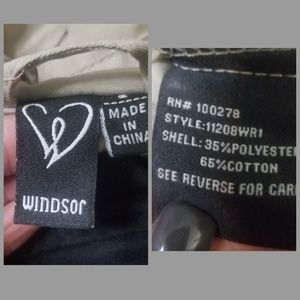 WINDSOR
MADE
IN
CHINA
RN# 100278
STYLE:11208WR1
SHELL: 35%POLYESTER
65%COTTON
SEE REVERSE FOR CARE